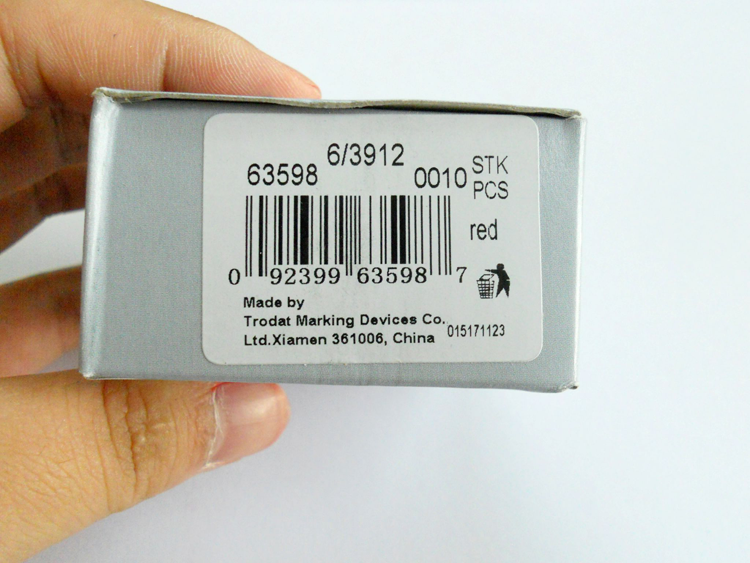 6/3912
63598 0010 STK
PCS
red
0 92399 63598 7
Made by
Trodat Marking Devices Co.
Ltd.Xiamen 361006, China 015171123